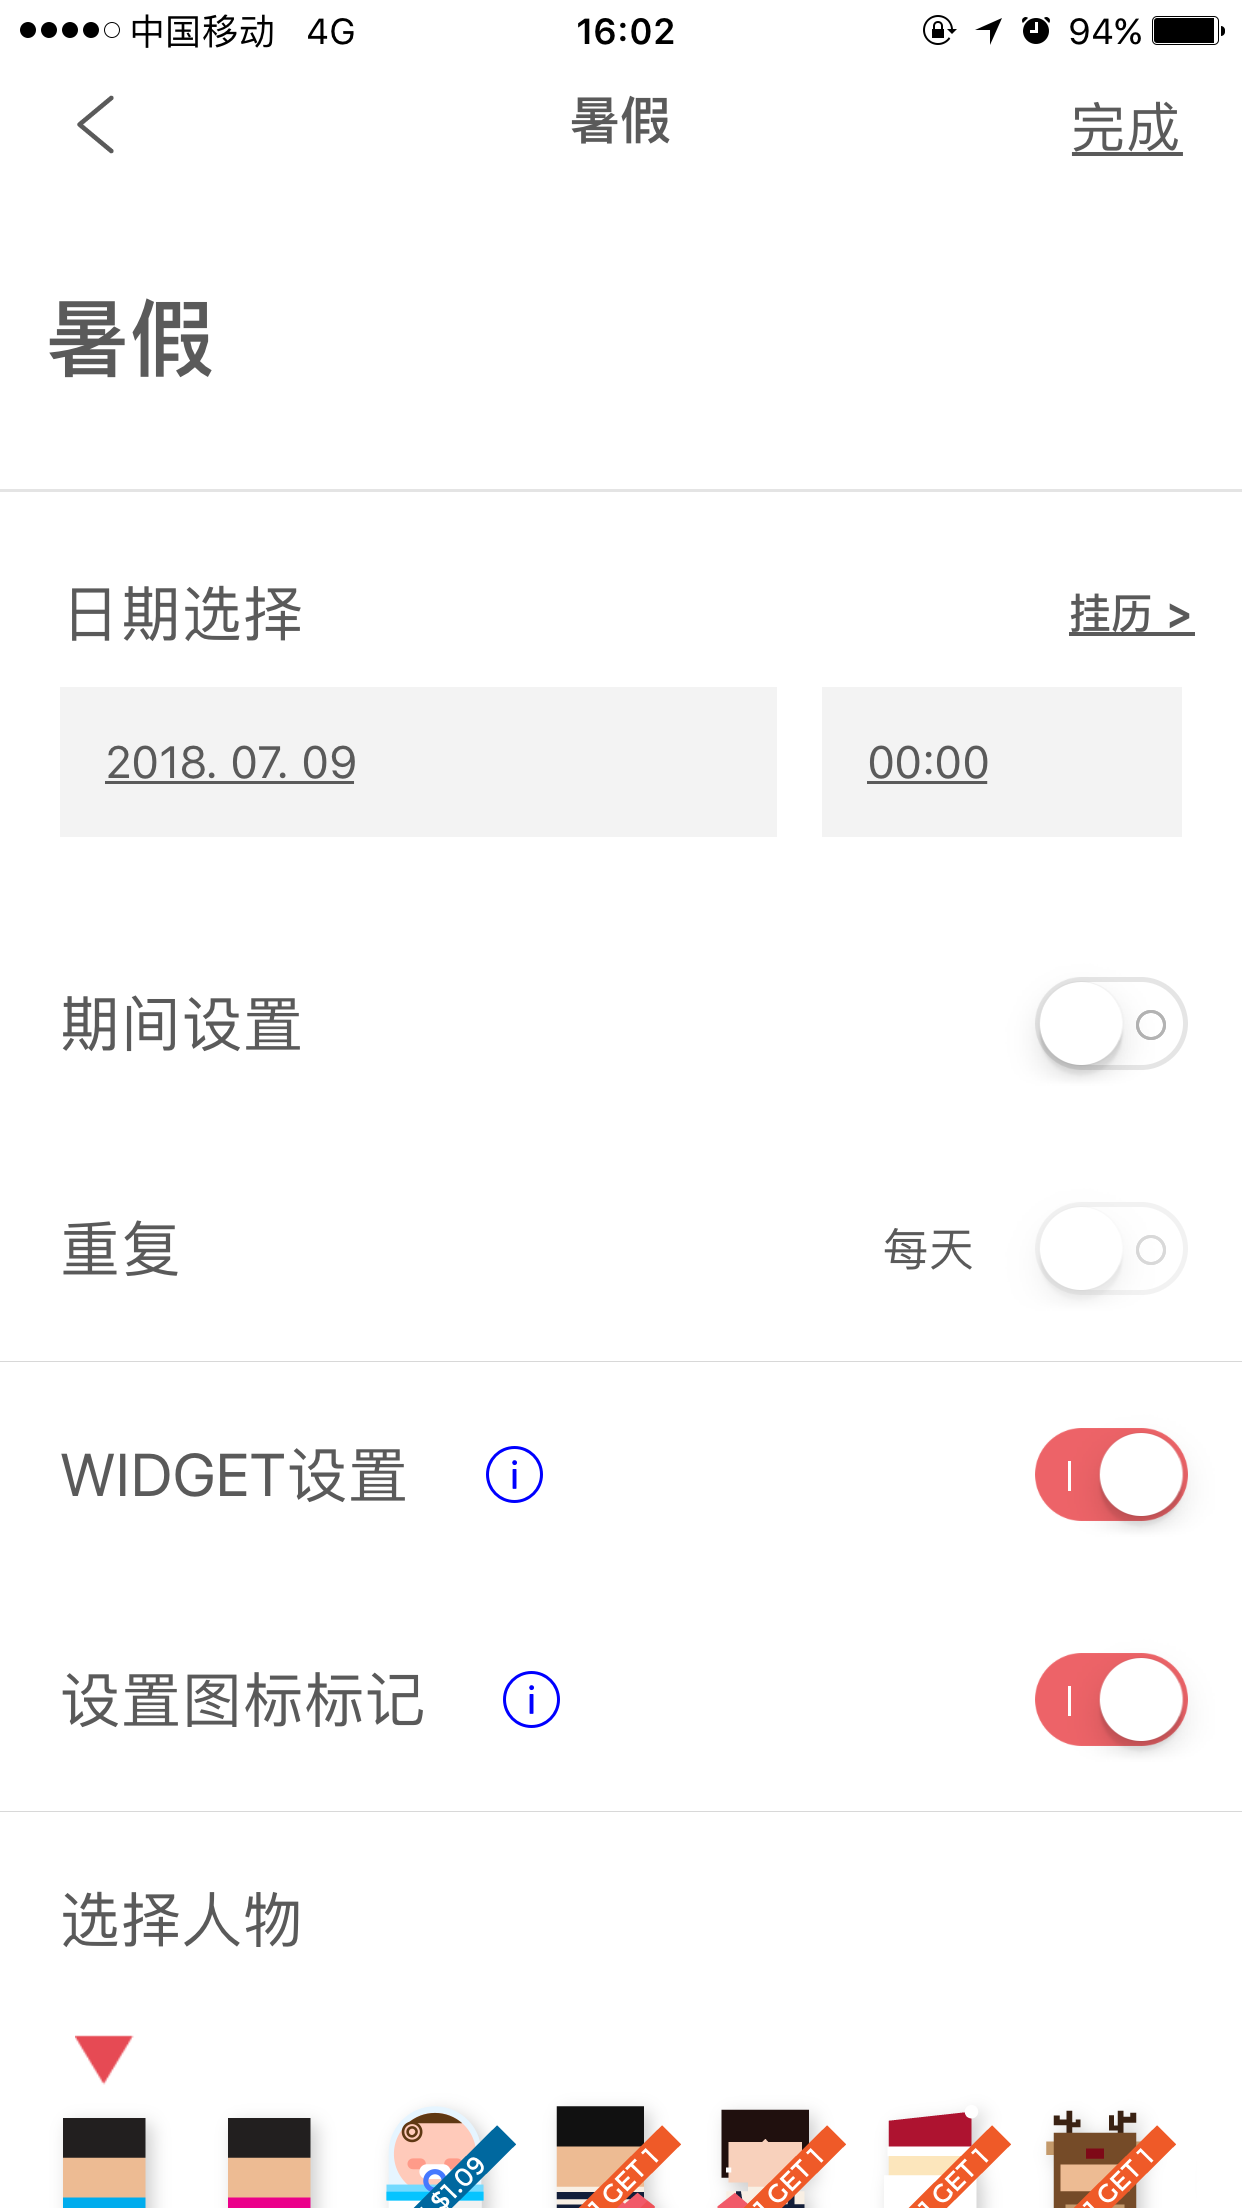 中国移动 4G 16:02 94%
暑假 完成
暑假
日期选择 挂历 >
2018. 07. 09 00:00
期间设置
重复 每天
WIDGET设置 i
设置图标标记 i
选择人物
$1.09 1 GET 1 1 GET 1 1 GET 1 1 GET 1